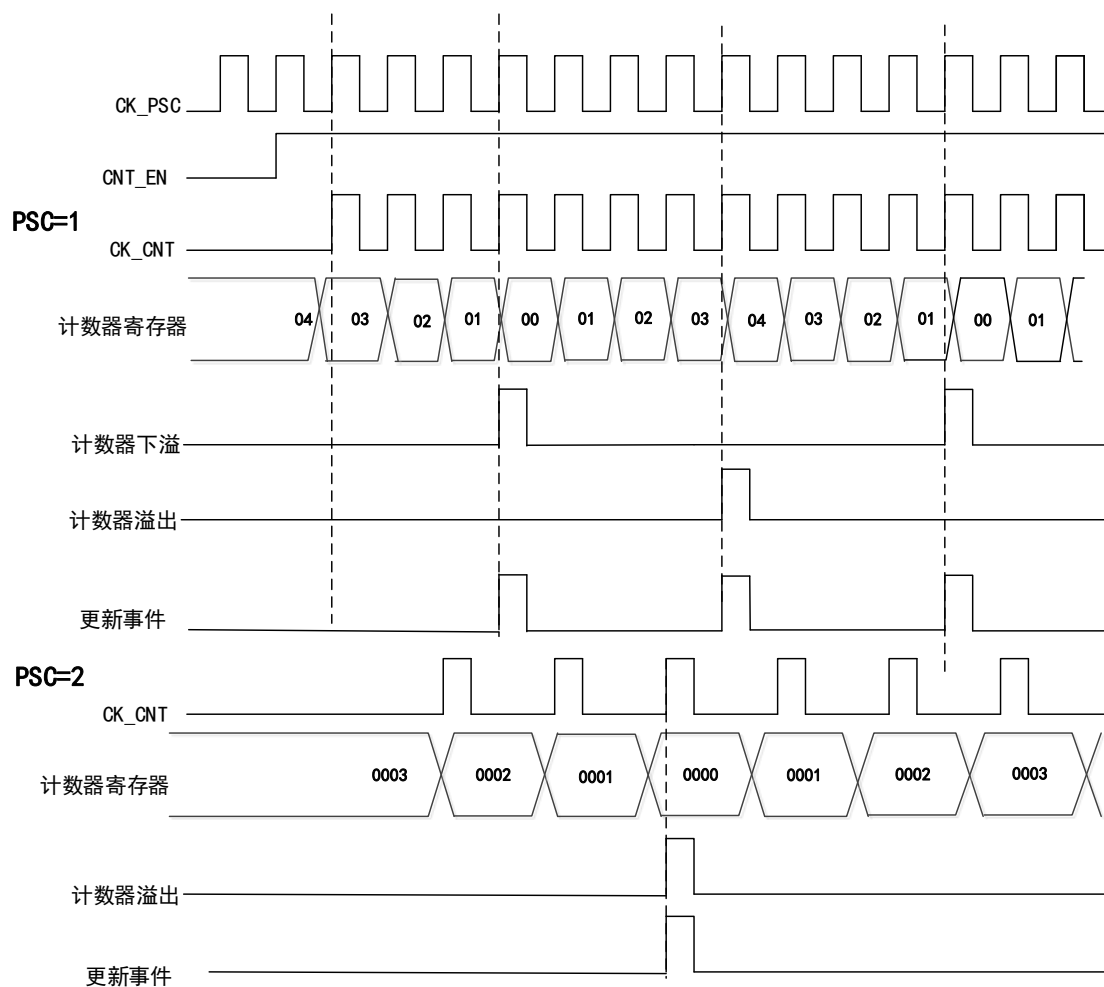 CK_PSC
CNT_EN
PSC=1
CK_CNT
计数器寄存器 04 03 02 01 00 01 02 03 04 03 02 01 00 01
计数器下溢
计数器溢出
更新事件
PSC=2
CK_CNT
计数器寄存器 0003 0002 0001 0000 0001 0002 0003
计数器溢出
更新事件